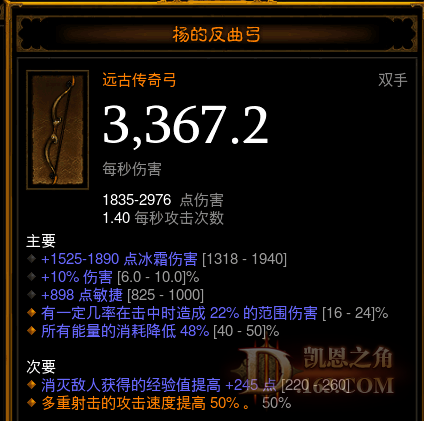 扬的反曲弓
远古传奇弓 双手
3,367.2
每秒伤害
1835-2976 点伤害
1.40 每秒攻击次数
主要
+1525-1890 点冰霜伤害 [1318 - 1940]
+10% 伤害 [6.0 - 10.0]%
+898 点敏捷 [825 - 1000]
有一定几率在击中时造成 22% 的范围伤害 [16 - 24]%
所有能量的消耗降低 48% [40 - 50]%
次要
消灭敌人获得的经验值提高 +245 点 [220 - 260]
多重射击的攻击速度提高 50% 。 50%
凯恩之角
D163.COM